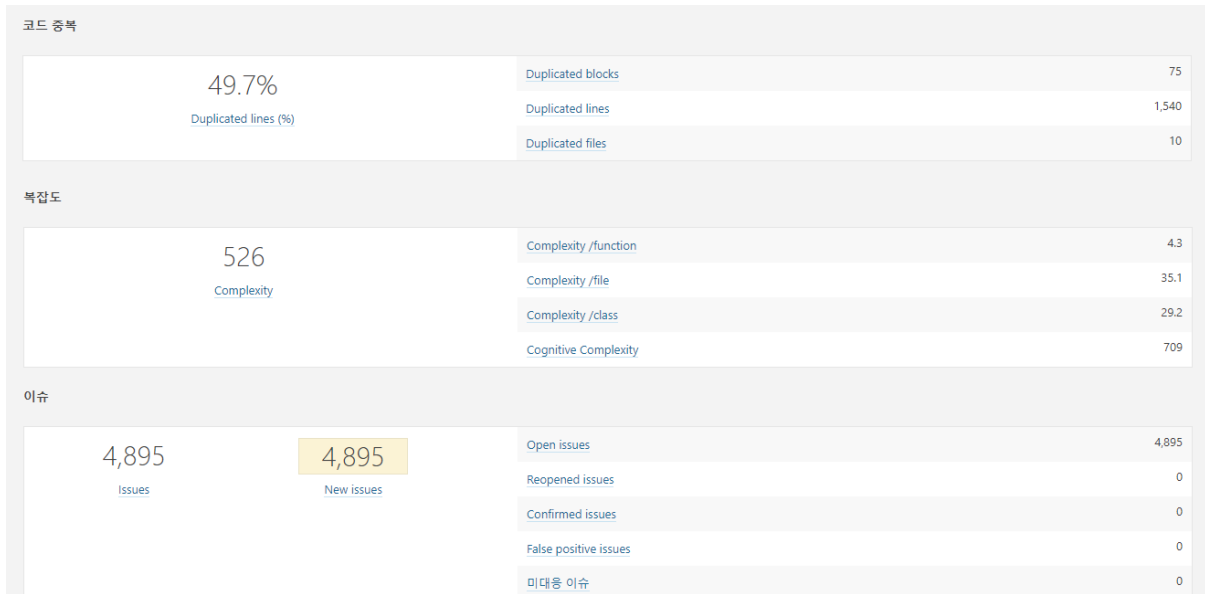 코드 중복
49.7%
Duplicated lines (%)
Duplicated blocks 75
Duplicated lines 1,540
Duplicated files 10
복잡도
526
Complexity
Complexity /function 4.3
Complexity /file 35.1
Complexity /class 29.2
Cognitive Complexity 709
이슈
4,895 4,895
Issues New issues
Open issues 4,895
Reopened issues 0
Confirmed issues 0
False positive issues 0
미대응 이슈 0